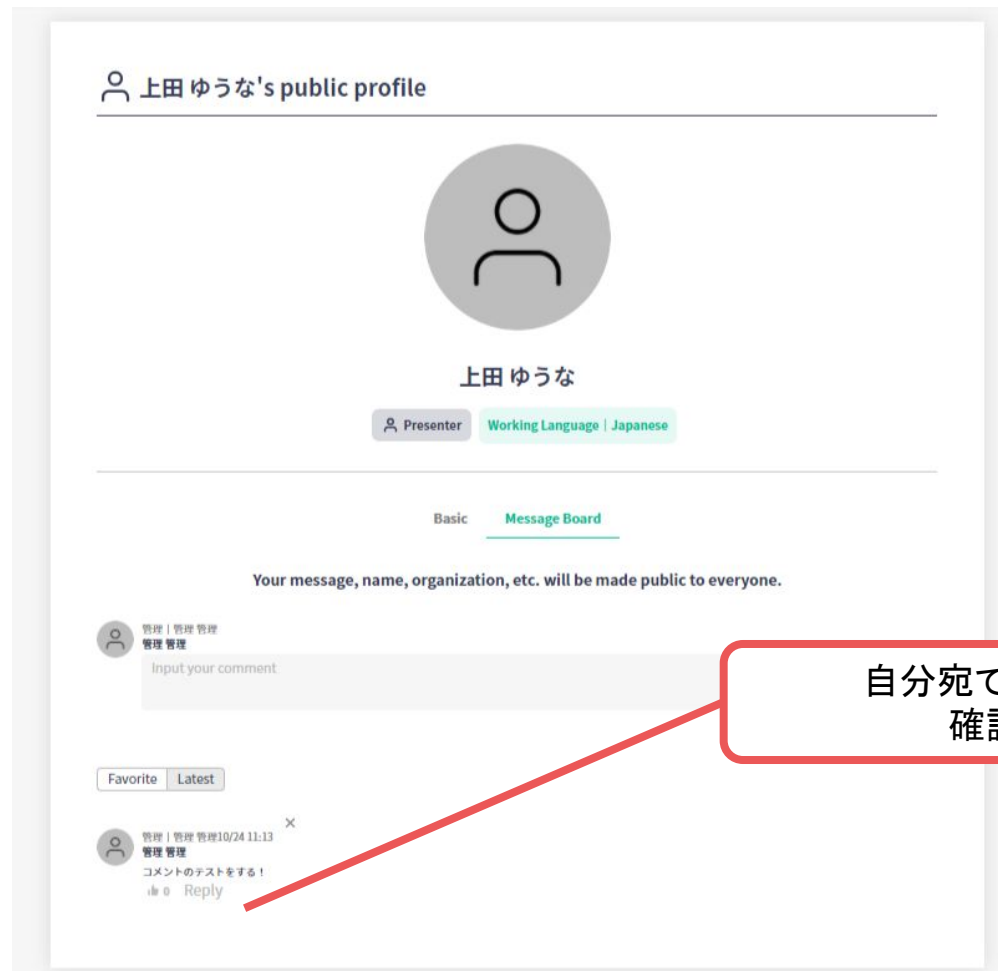 上田 ゆうな's public profile
上田 ゆうな
Presenter
Working Language | Japanese
Basic
Message Board
Your message, name, organization, etc. will be made public to everyone.
管理 | 管理 管理
管理 管理
Input your comment
自分宛て
確
Favorite
Latest
×
管理 | 管理 管理10/24 11:13
管理 管理
コメントのテストをする！
0 Reply